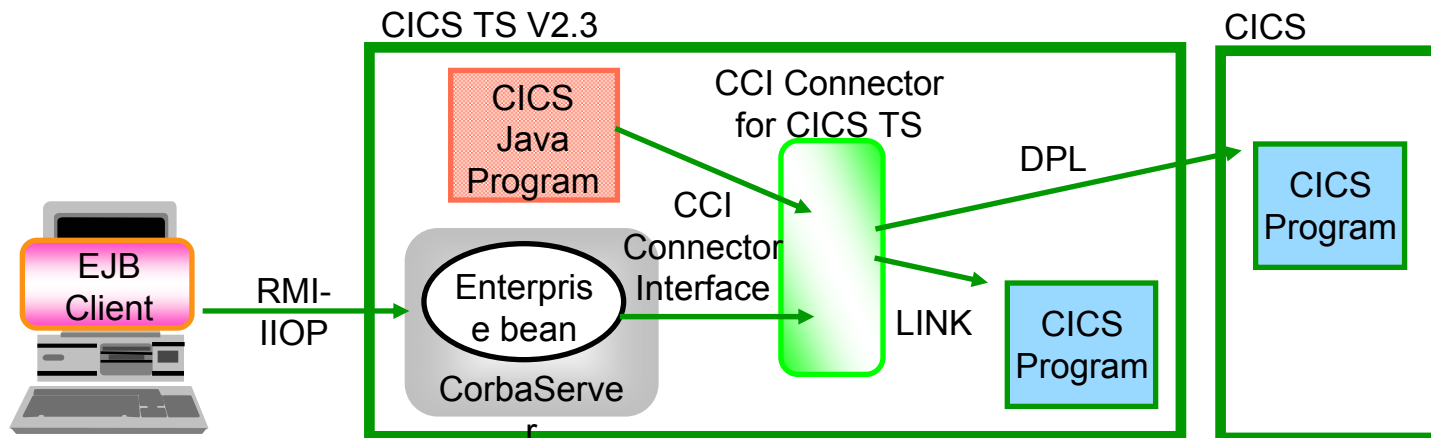 CICS TS V2.3
CICS
CICS
Java
Program
CCI Connector
for CICS TS
DPL
CICS
Program
CCI
Connector
Interface
EJB
Client
RMI-
IIOP
Enterpris
e bean
LINK
CICS
Program
CorbaServe
r